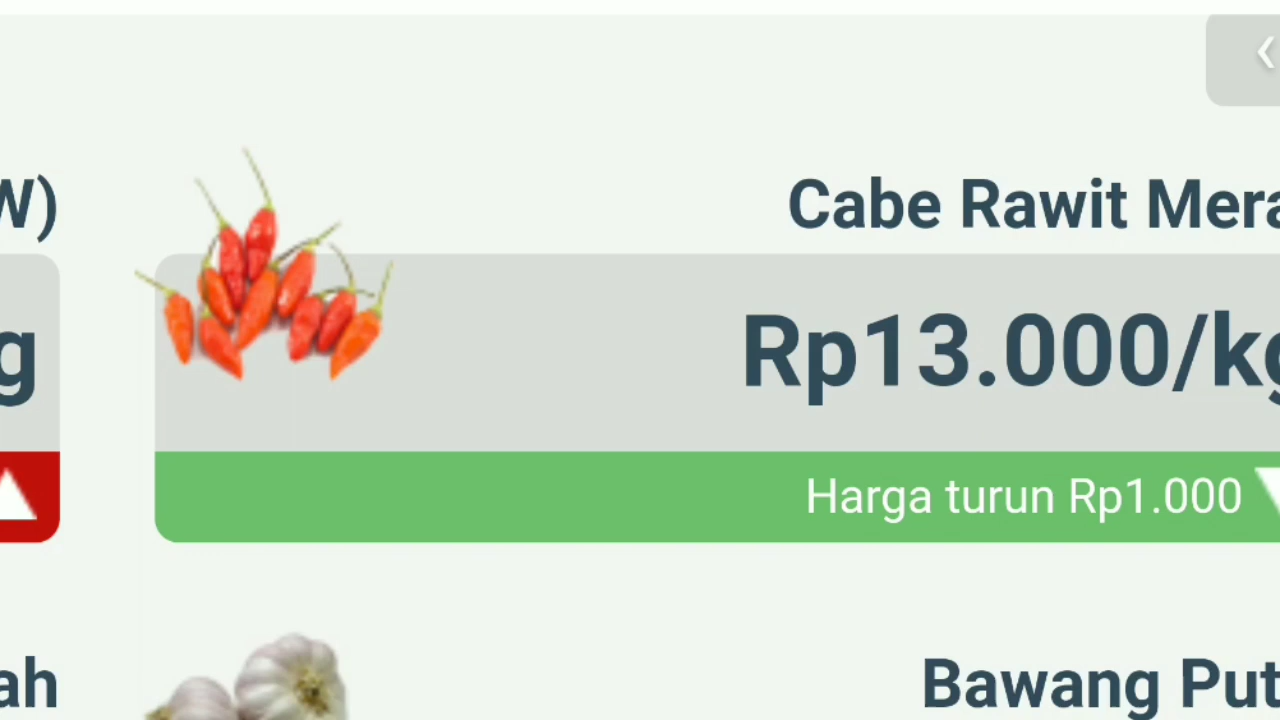 W)
Cabe Rawit Mera
g
Rp13.000/kg
Harga turun Rp1.000
ah
Bawang Put